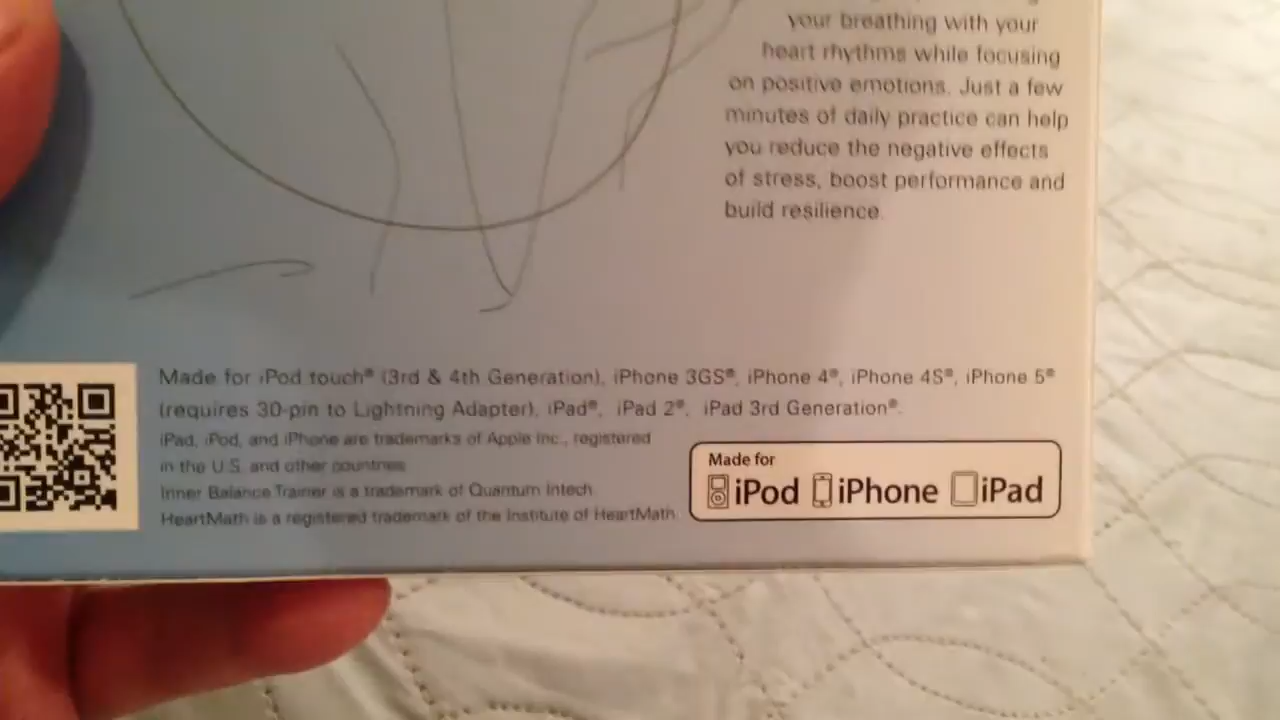 your breathing with your
heart rhythms while focusing
on positive emotions. Just a few
minutes of daily practice can help
you reduce the negative effects
of stress, boost performance and
build resilience.
Made for iPod touch® (3rd & 4th Generation), iPhone 3GS®, iPhone 4®, iPhone 4S®, iPhone 5®
(requires 30-pin to Lightning Adapter), iPad®, iPad 2®, iPad 3rd Generation®.
iPad, iPod, and iPhone are trademarks of Apple Inc., registered
in the U.S. and other countries
Inner Balance Trainer is a trademark of Quantum Intech.
HeartMath is a registered trademark of the Institute of HeartMath.
Made for
iPod iPhone iPad